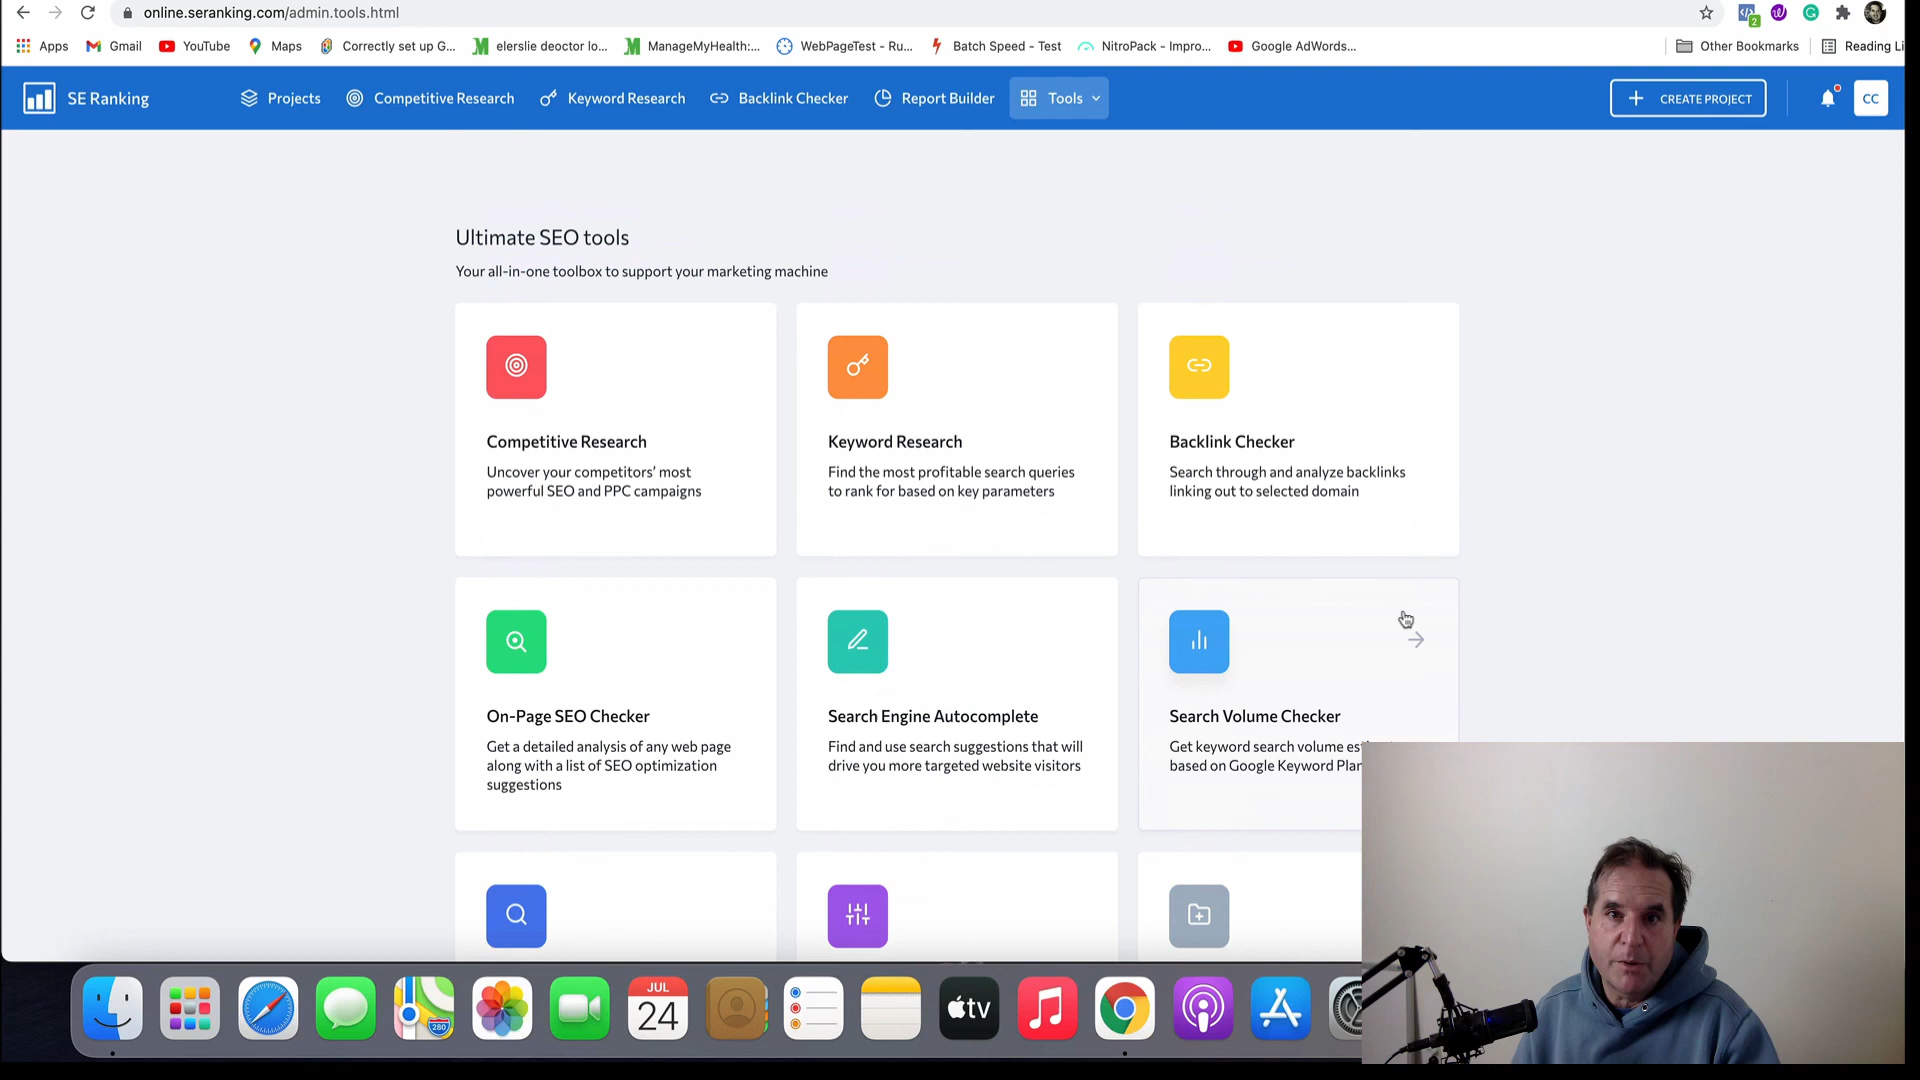 online.seranking.com/admin.tools.html
2
Apps
Gmail
YouTube
Maps
Correctly set up G...
elerslie deoctor lo...
ManageMyHealth:...
WebPageTest - Ru...
Batch Speed - Test
NitroPack - Impro...
Google AdWords...
Other Bookmarks
Reading Li
SE Ranking
Projects
Competitive Research
Keyword Research
Backlink Checker
Report Builder
Tools
CREATE PROJECT
CC
Ultimate SEO tools
Your all-in-one toolbox to support your marketing machine
Competitive Research
Uncover your competitors’ most
powerful SEO and PPC campaigns
Keyword Research
Find the most profitable search queries
to rank for based on key parameters
Backlink Checker
Search through and analyze backlinks
linking out to selected domain
On-Page SEO Checker
Get a detailed analysis of any web page
along with a list of SEO optimization
suggestions
Search Engine Autocomplete
Find and use search suggestions that will
drive you more targeted website visitors
Search Volume Checker
Get keyword search volume
based on Google Keyword
280
JUL
24
tv